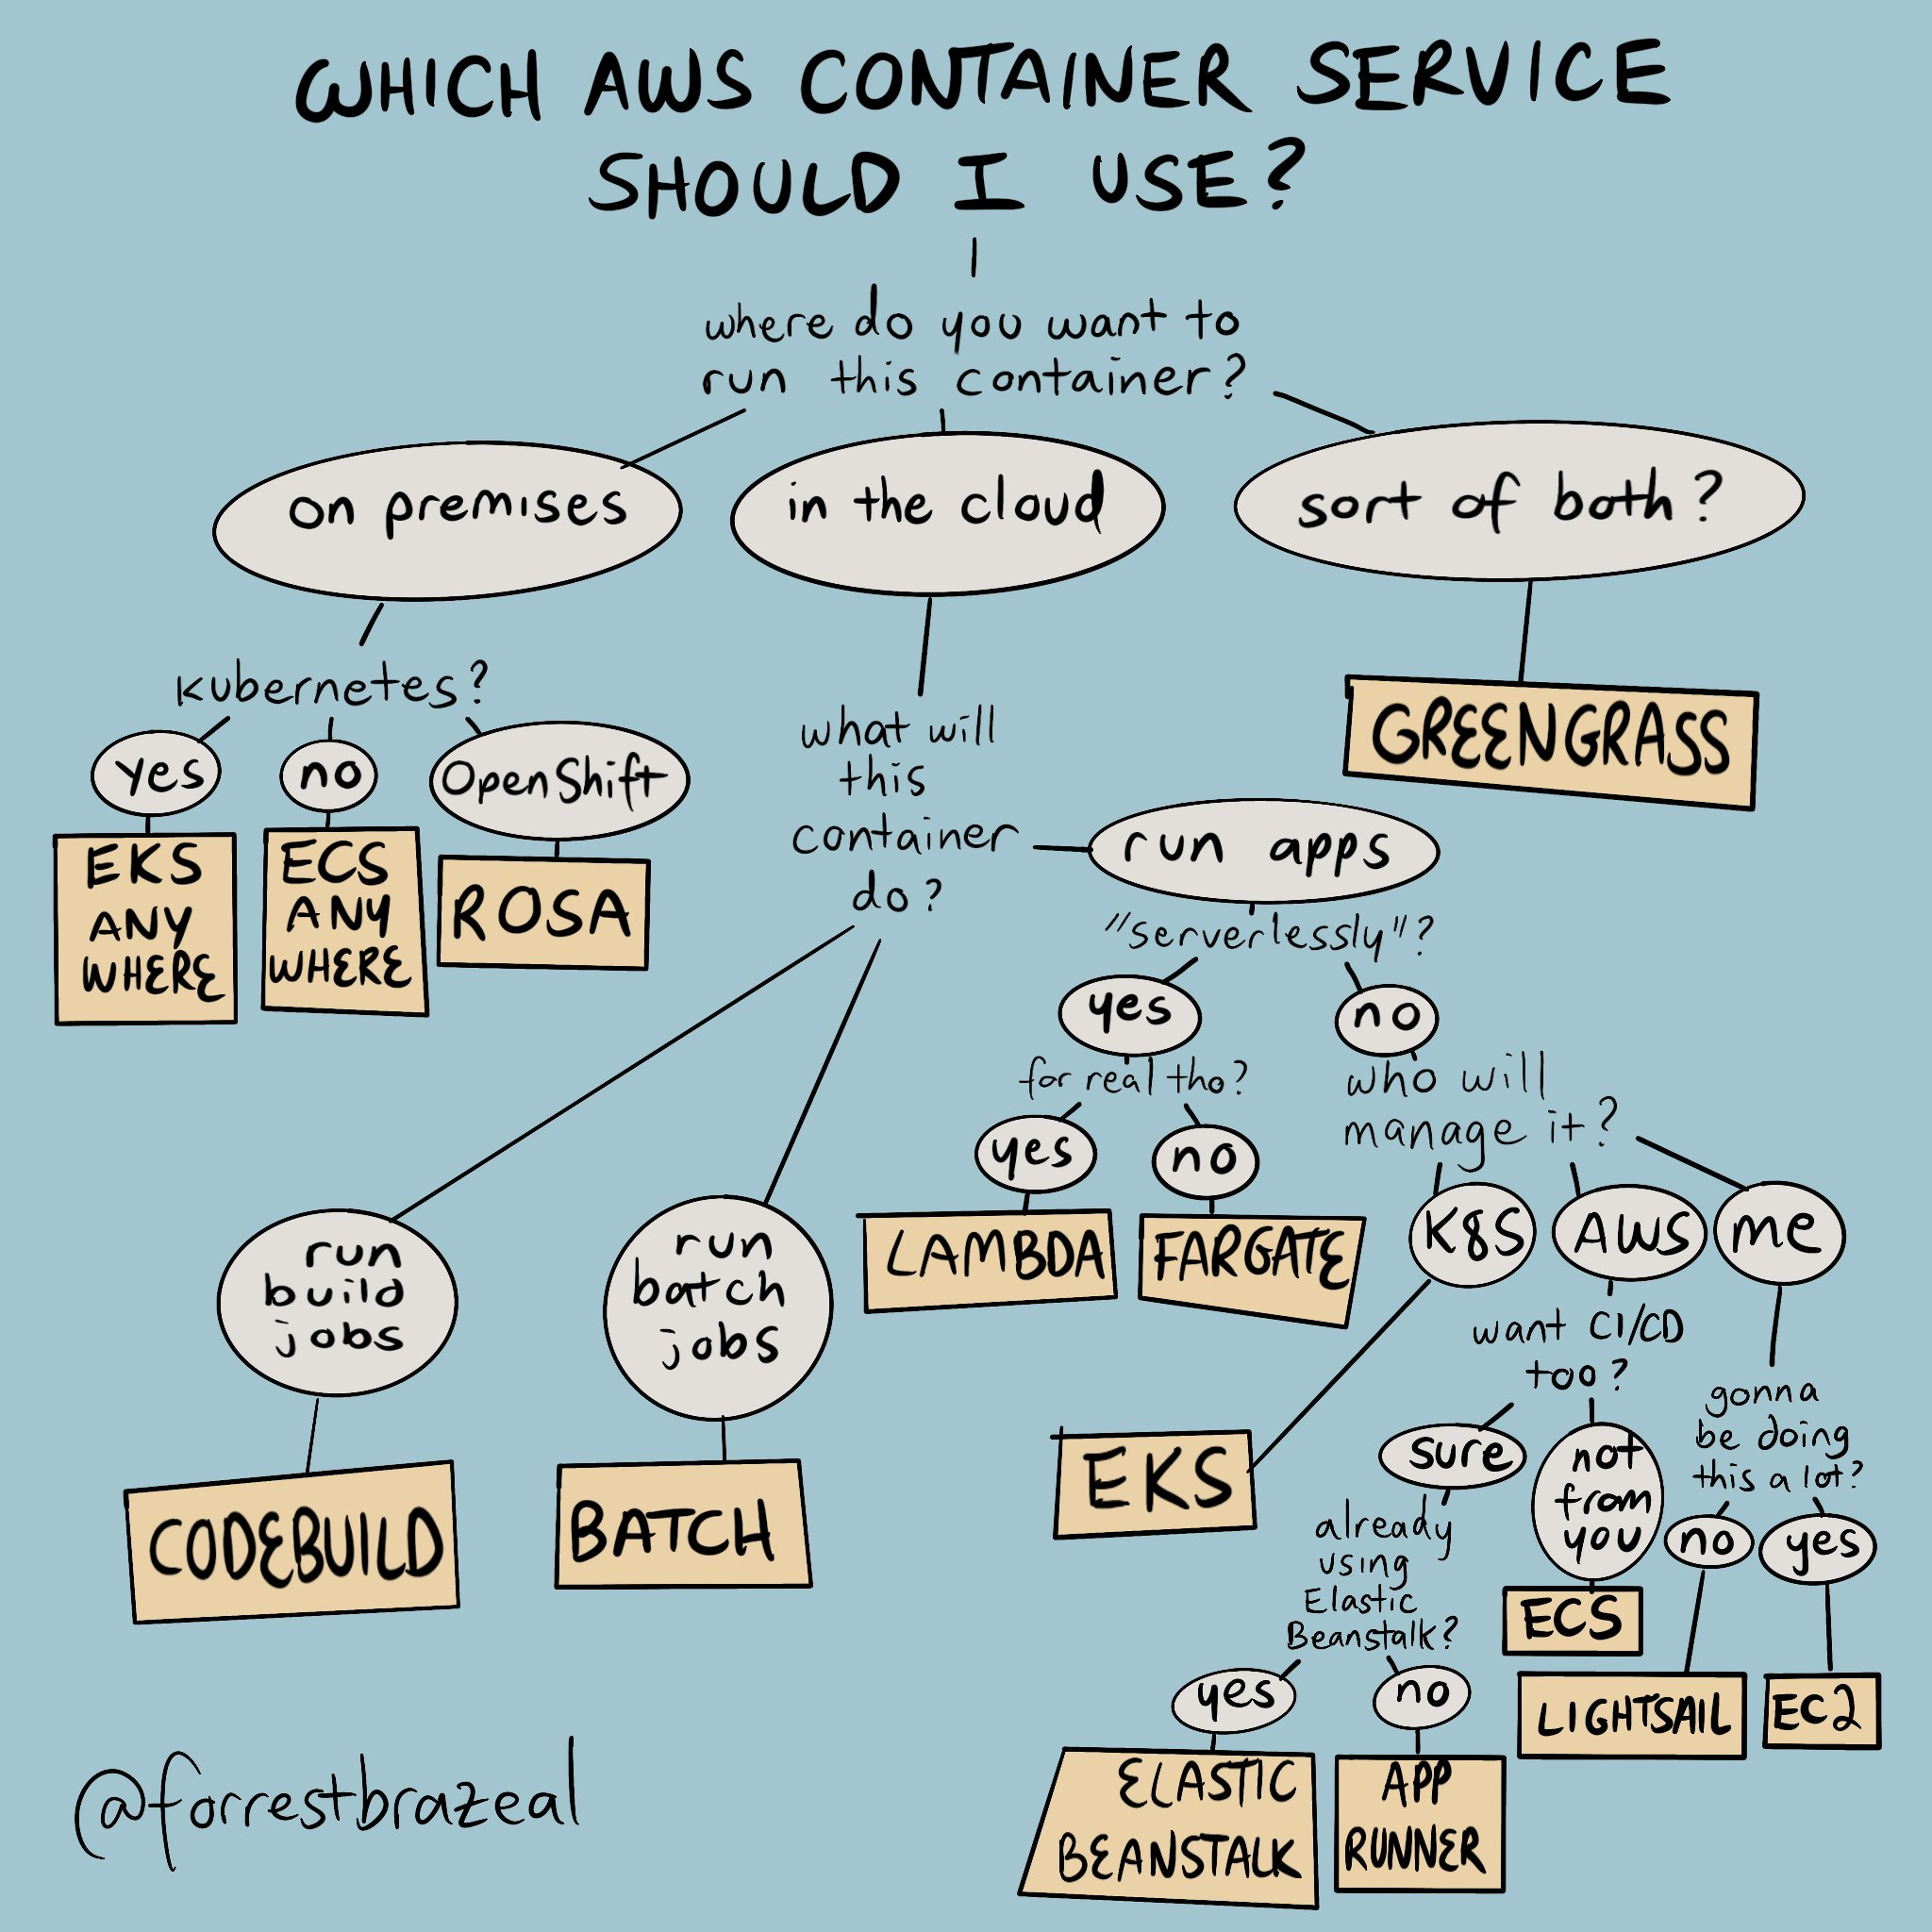 WHICH AWS CONTAINER SERVICE
SHOULD I USE?
where do you want to
run this container?
on premises
in the cloud
sort of both?
GREENGRASS
kubernetes?
yes
no
OpenShift
EKS
ANY
WHERE
ECS
ANY
WHERE
ROSA
what will
this
container
do?
run apps
"serverlessly"?
yes
no
for real tho?
yes
no
LAMBDA
FARGATE
who will
manage it?
K8S
AWS
me
run
build
jobs
run
batch
jobs
CODEBUILD
BATCH
EKS
want CI/CD
too?
sure
not
from
you
gonna
be doing
this a lot?
no
yes
already
using
Elastic
Beanstalk?
ECS
LIGHTSAIL
EC2
yes
no
ELASTIC
BEANSTALK
APP
RUNNER
@forrestbrazeal